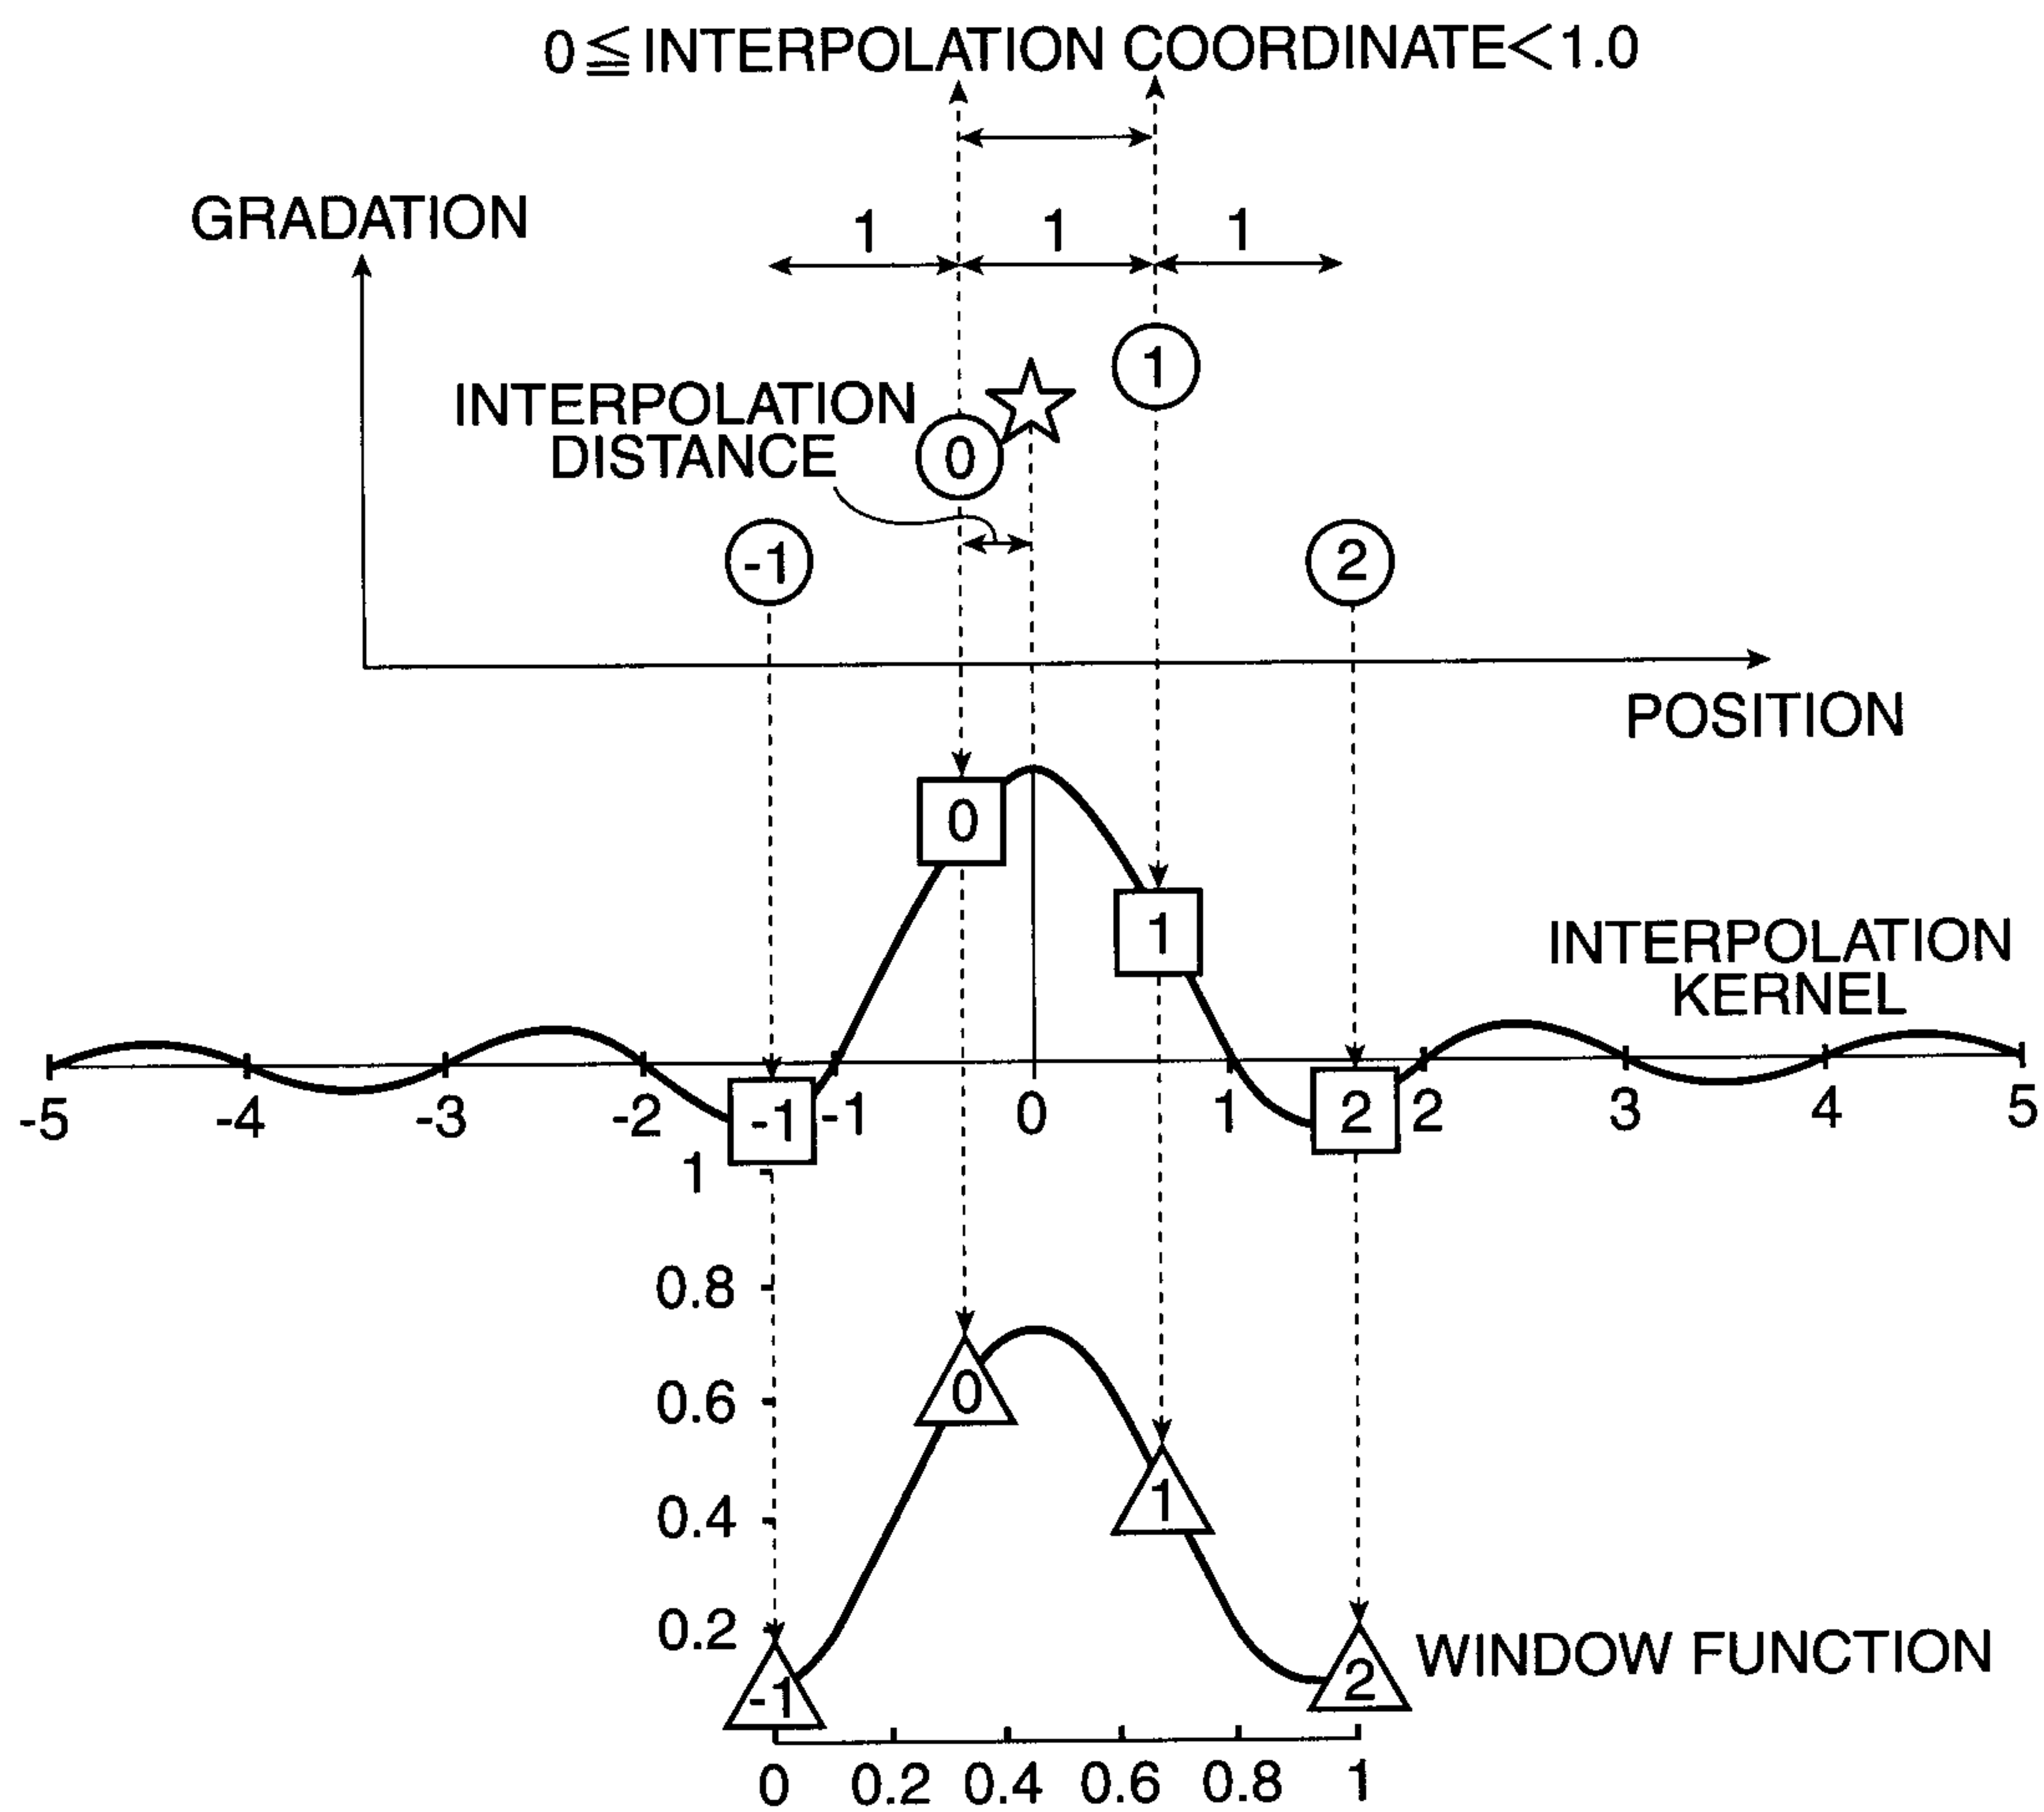 0≦INTERPOLATION COORDINATE<1.0
GRADATION
1 1 1
1
INTERPOLATION
DISTANCE
0
-1 2
POSITION
0
1
INTERPOLATION
KERNEL
-5 -4 -3 -2 -1 -1 0 1 2 2 3 4 5
1
0.8
0
0.6
1
0.4
0.2
WINDOW FUNCTION
-1 2
0 0.2 0.4 0.6 0.8 1